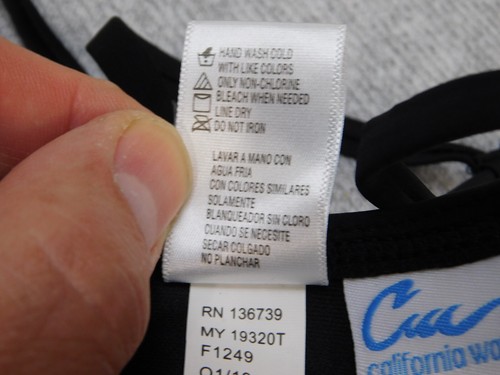 HAND WASH COLD
WITH LIKE COLORS
ONLY NON-CHLORINE
BLEACH WHEN NEEDED
LINE DRY
DO NOT IRON
LAVAR A MANO CON
AGUA FRIA
CON COLORES SIMILARES
SOLAMENTE
BLANQUEADOR SIN CLORO
CUANDO SE NECESITE
SECAR COLGADO
NO PLANCHAR
RN 136739
MY 19320T
F1249
california